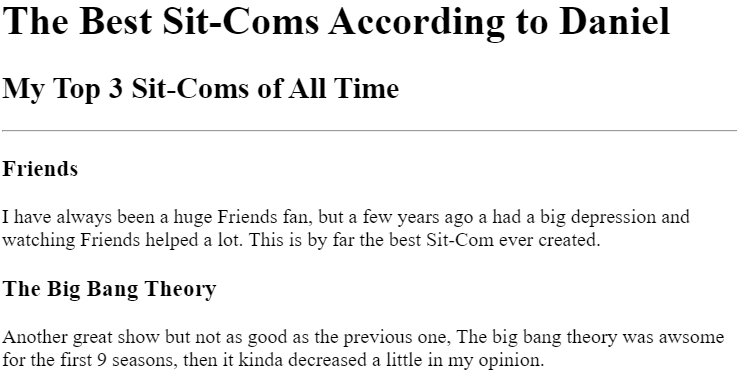 The Best Sit-Coms According to Daniel
My Top 3 Sit-Coms of All Time
Friends
I have always been a huge Friends fan, but a few years ago a had a big depression and
watching Friends helped a lot. This is by far the best Sit-Com ever created.
The Big Bang Theory
Another great show but not as good as the previous one, The big bang theory was awsome
for the first 9 seasons, then it kinda decreased a little in my opinion.